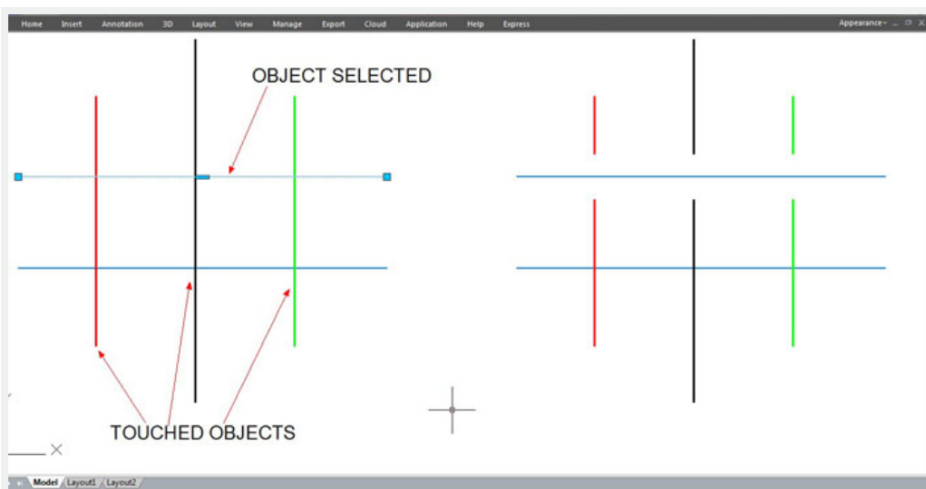 Home Insert Annotation 3D Layout View Manage Export Cloud Application Help Express Appearance
OBJECT SELECTED
TOUCHED OBJECTS
Model Layout1 Layout2